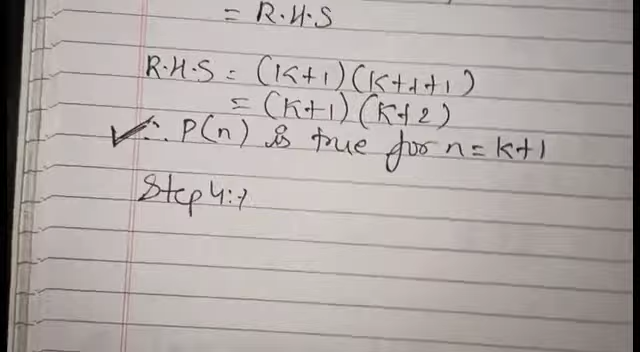 = R.H.S
R.H.S = (K+1)(K+1+1)
= (K+1)(K+2)
∴ P(n) is true for n = k+1
Step 4:→